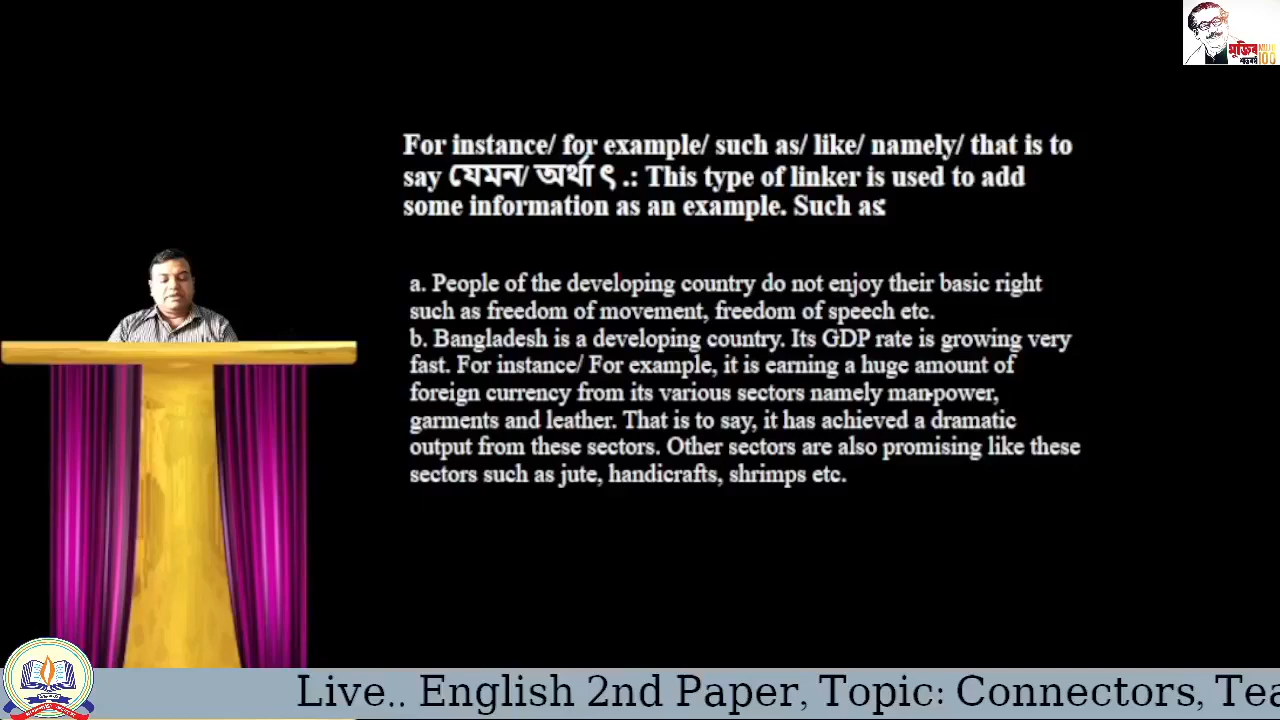 মুজিব MUJIB
শতবর্ষ 100
For instance/ for example/ such as/ like/ namely/ that is to
say যেমন/ অর্থাৎ .: This type of linker is used to add
some information as an example. Such as:
a. People of the developing country do not enjoy their basic right
such as freedom of movement, freedom of speech etc.
b. Bangladesh is a developing country. Its GDP rate is growing very
fast. For instance/ For example, it is earning a huge amount of
foreign currency from its various sectors namely man-power,
garments and leather. That is to say, it has achieved a dramatic
output from these sectors. Other sectors are also promising like these
sectors such as jute, handicrafts, shrimps etc.
Live.. English 2nd Paper, Topic: Connectors, Tea